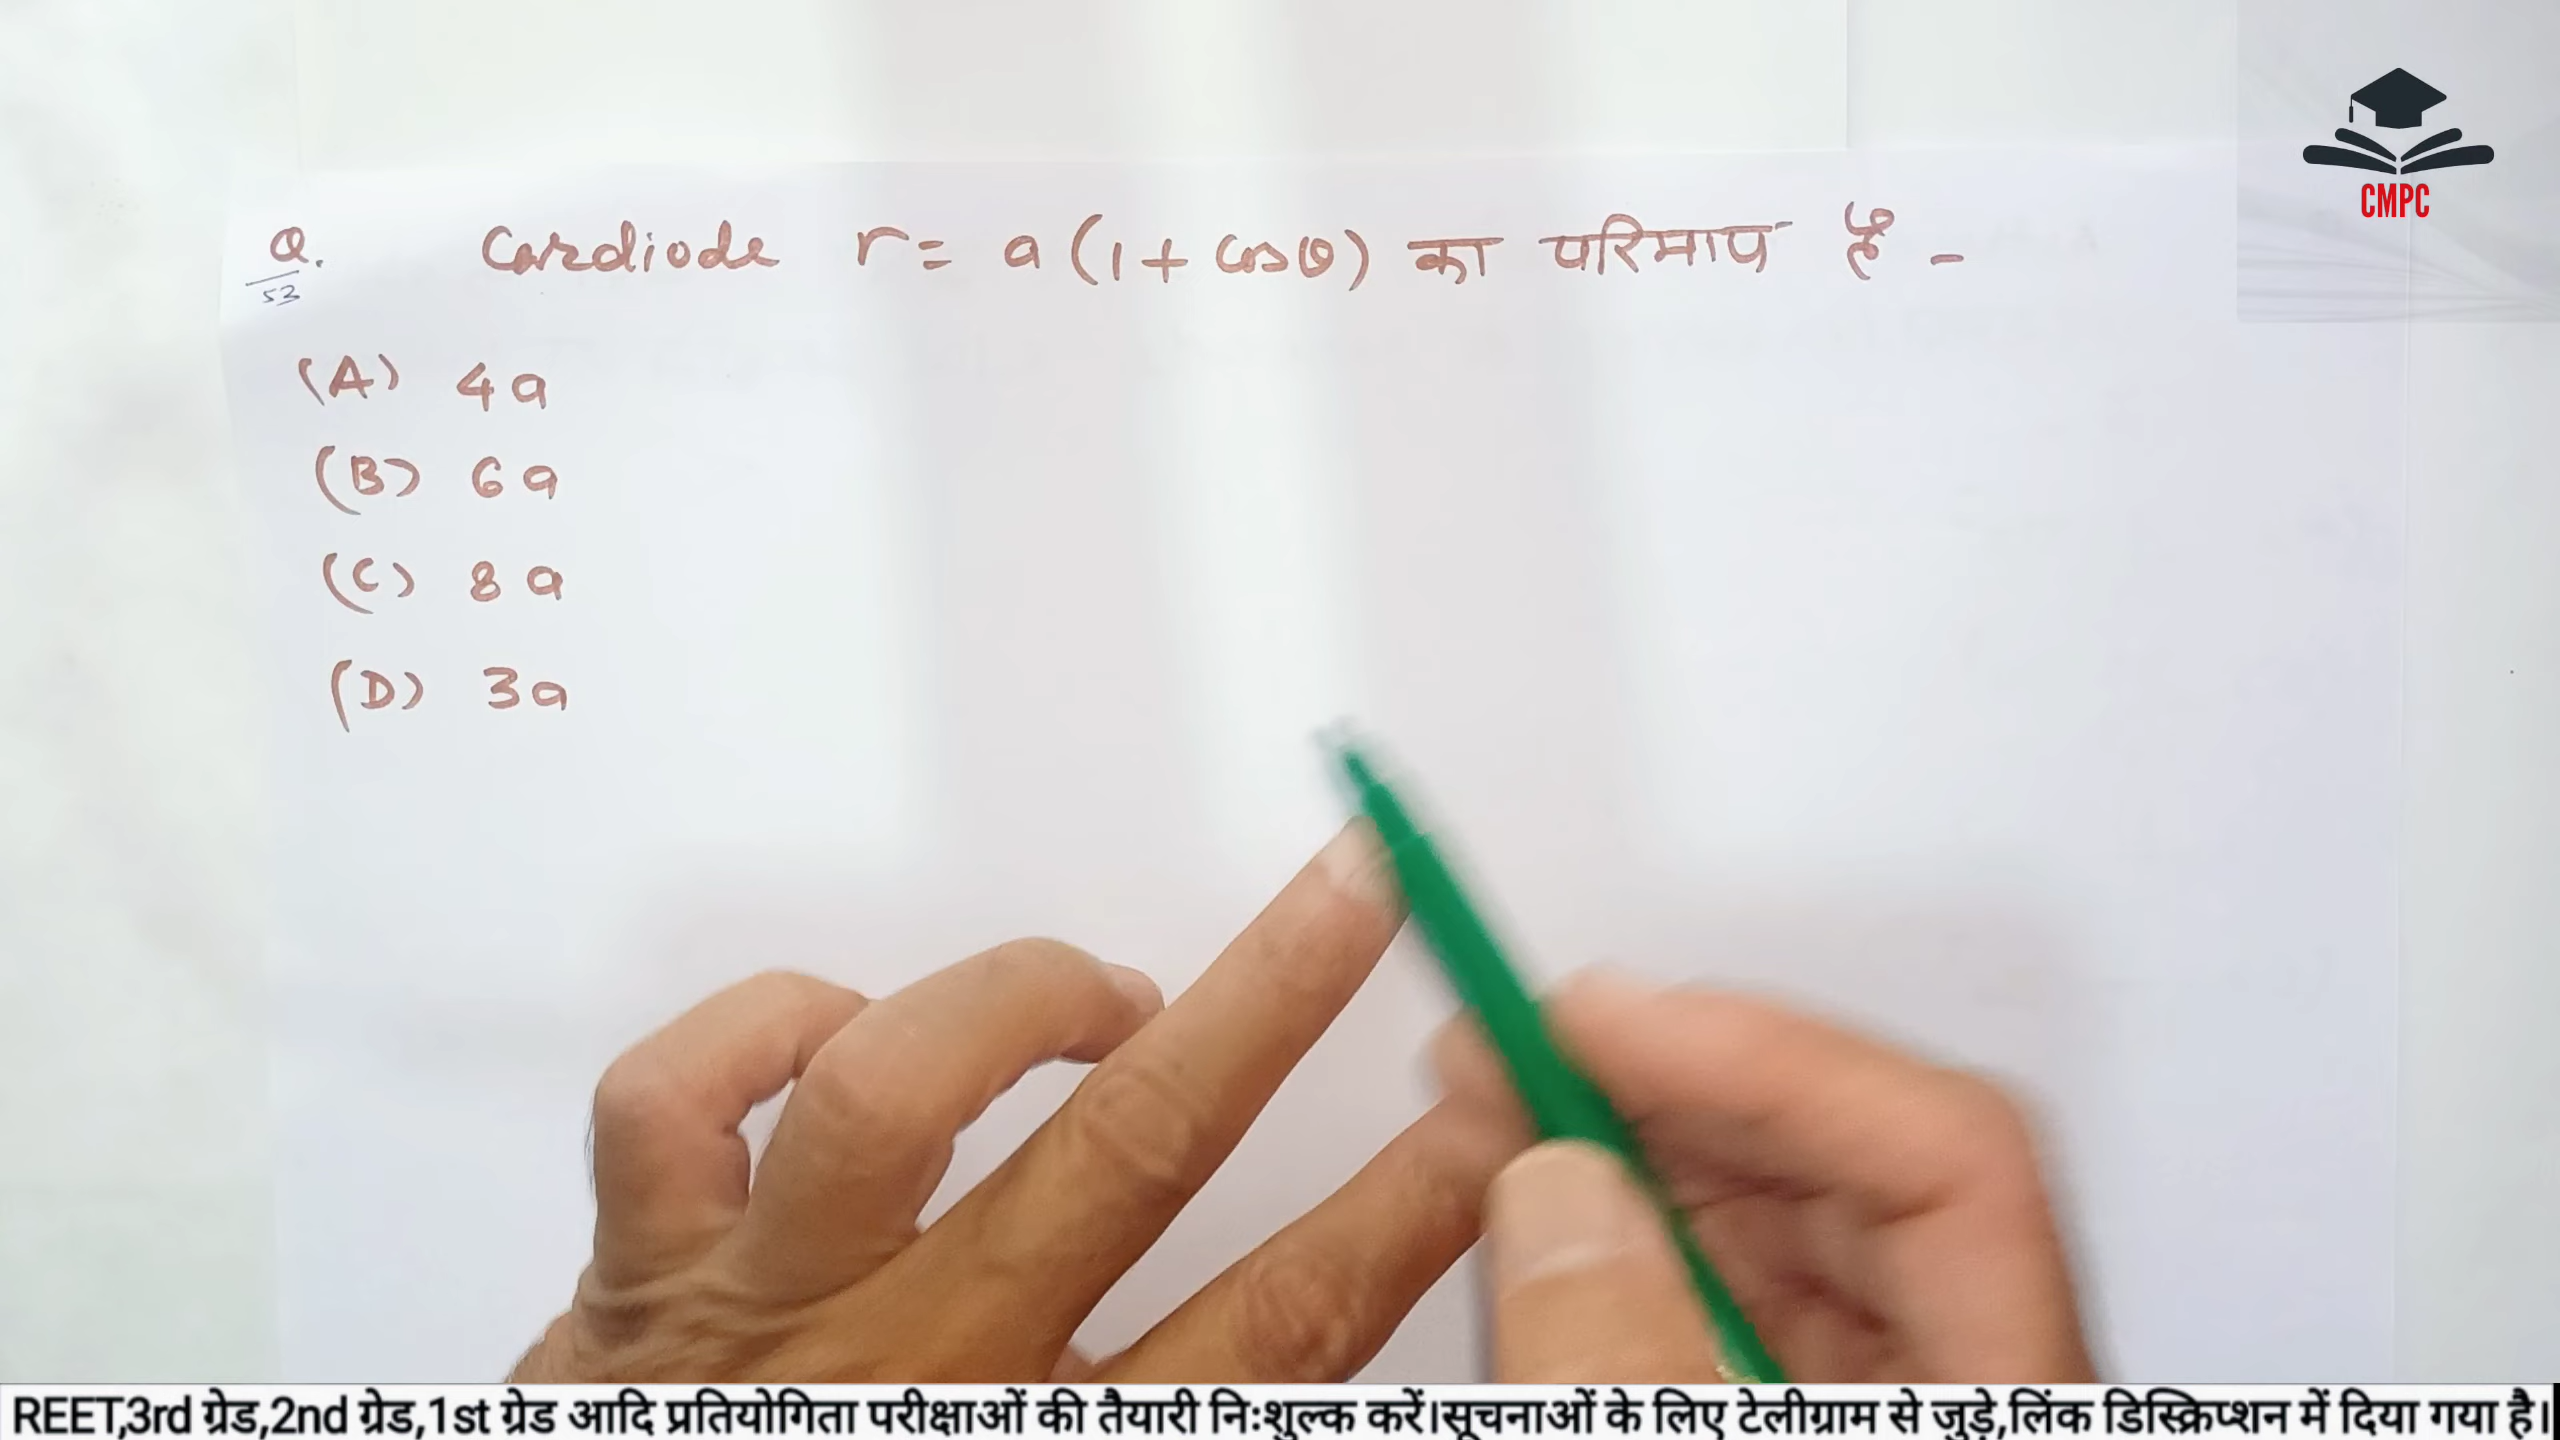 CMPC
Q. 53 Cardiode r = a (1 + cosθ) का परिमाप है -
(A) 4a
(B) 6a
(C) 8a
(D) 3a
REET,3rd ग्रेड,2nd ग्रेड,1st ग्रेड आदि प्रतियोगिता परीक्षाओं की तैयारी निःशुल्क करें।सूचनाओं के लिए टेलीग्राम से जुड़े,लिंक डिस्क्रिप्शन में दिया गया है।